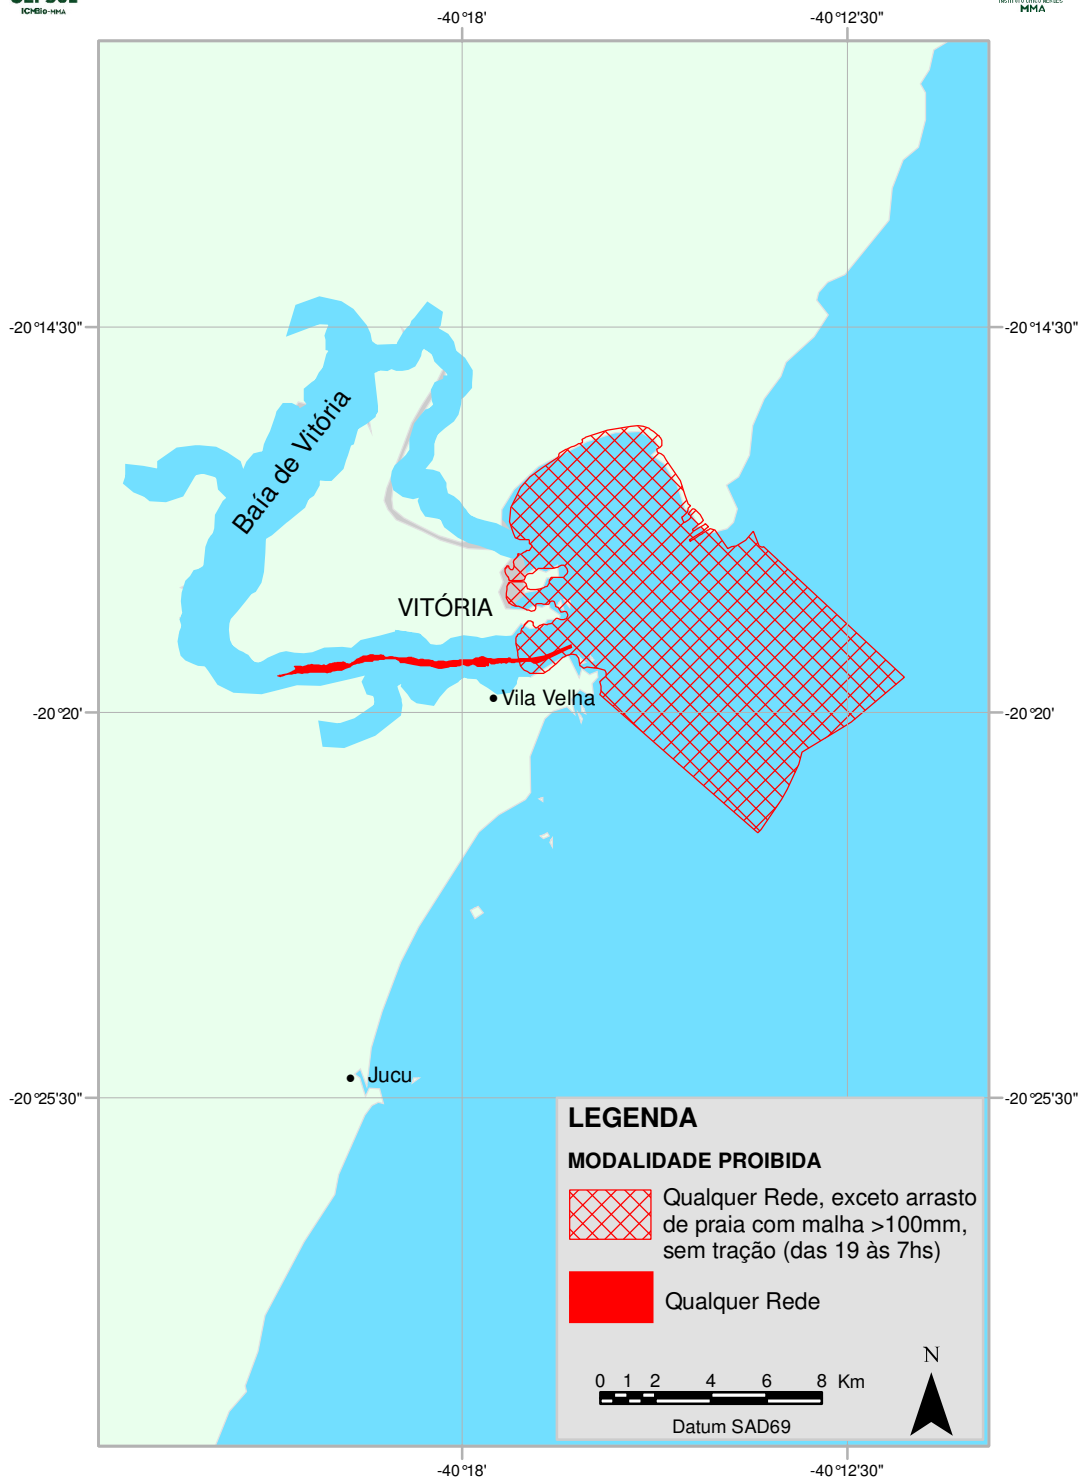 ICMBio-MMA
MMA
-40°18'
-40°12'30"
-20°14'30"
-20°14'30"
Baía de Vitória
VITÓRIA
Vila Velha
-20°20'
-20°20'
Jucu
-20°25'30"
-20°25'30"
LEGENDA
MODALIDADE PROIBIDA
Qualquer Rede, exceto arrasto
de praia com malha >100mm,
sem tração (das 19 às 7hs)
Qualquer Rede
N
0 1 2 4 6 8 Km
Datum SAD69
-40°18'
-40°12'30"